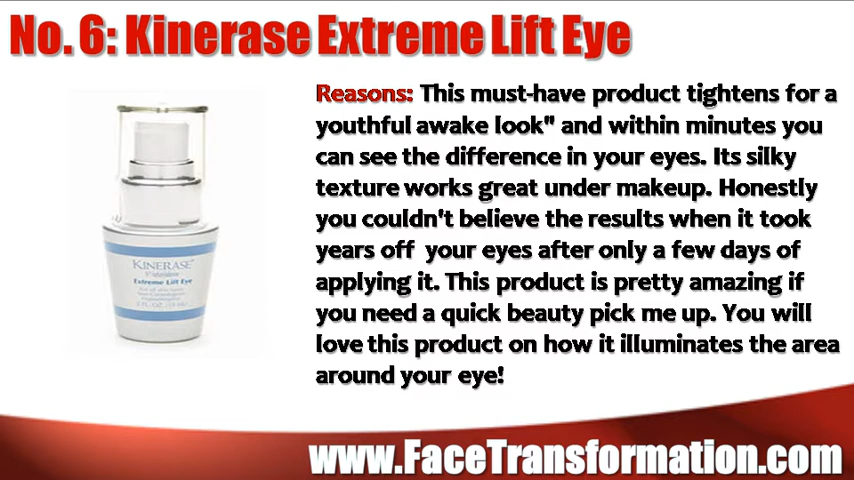 No. 6: Kinerase Extreme Lift Eye
Reasons: This must-have product tightens for a
youthful awake look" and within minutes you
can see the difference in your eyes. Its silky
texture works great under makeup. Honestly
you couldn't believe the results when it took
years off your eyes after only a few days of
applying it. This product is pretty amazing if
you need a quick beauty pick me up. You will
love this product on how it illuminates the area
around your eye!
KINERASE
Extreme Lift Eye
www.FaceTransformation.com